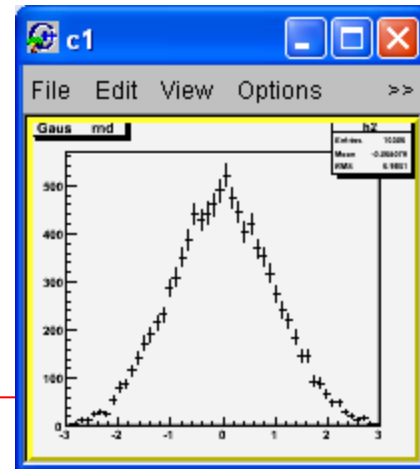 c1
File Edit View Options >>
Gaus rnd
h2
Entries
Mean
RMS
500
400
300
200
100
0
-3 -2 -1 0 1 2 3